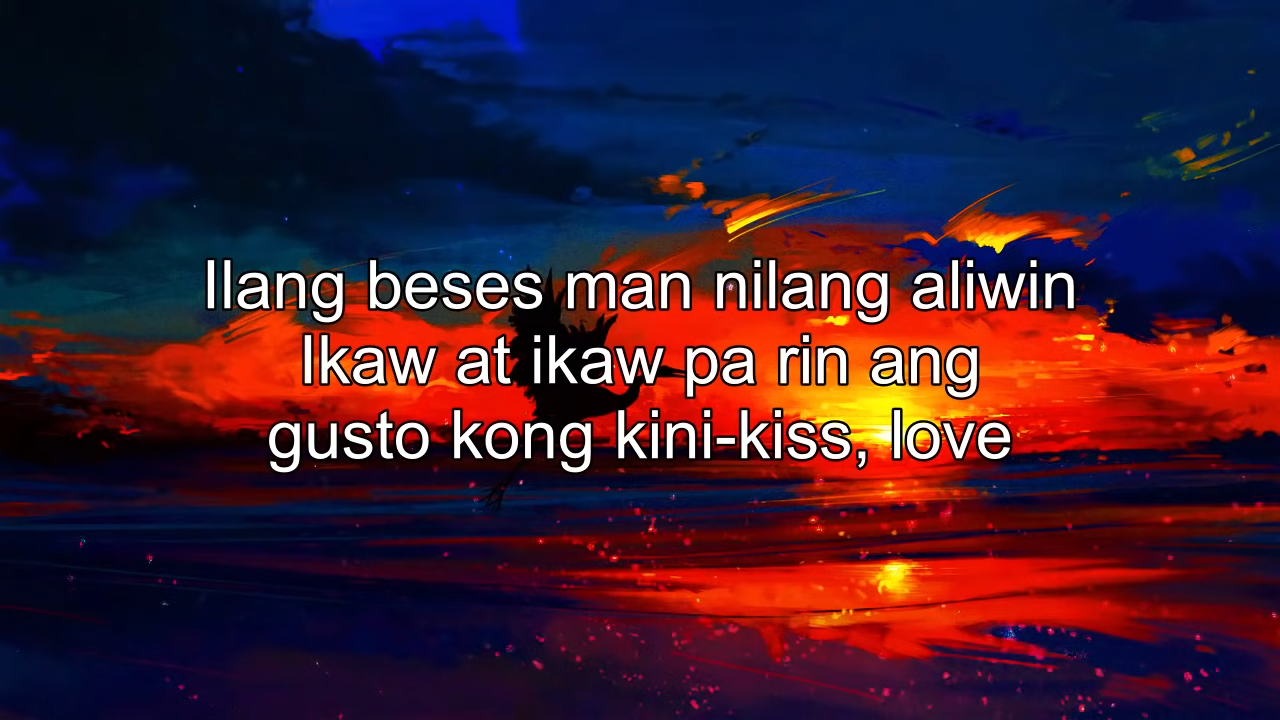 Ilang beses man nilang aliwin
Ikaw at ikaw pa rin ang
gusto kong kini-kiss, love